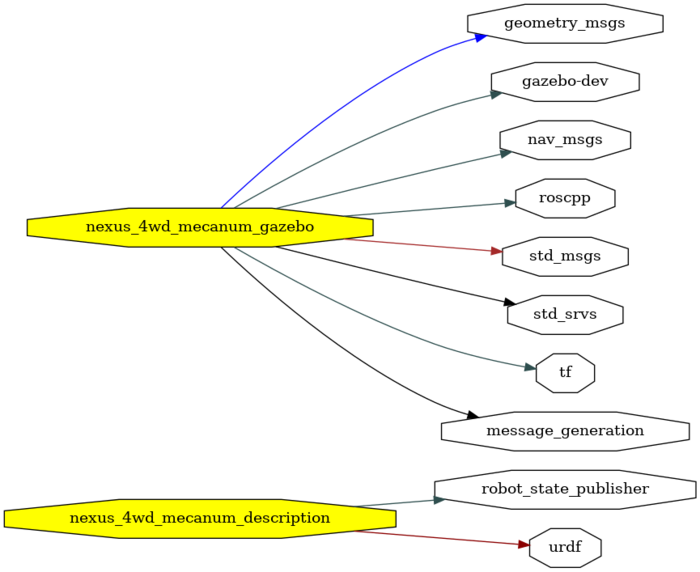 geometry_msgs
gazebo-dev
nav_msgs
roscpp
nexus_4wd_mecanum_gazebo
std_msgs
std_srvs
tf
message_generation
robot_state_publisher
nexus_4wd_mecanum_description
urdf